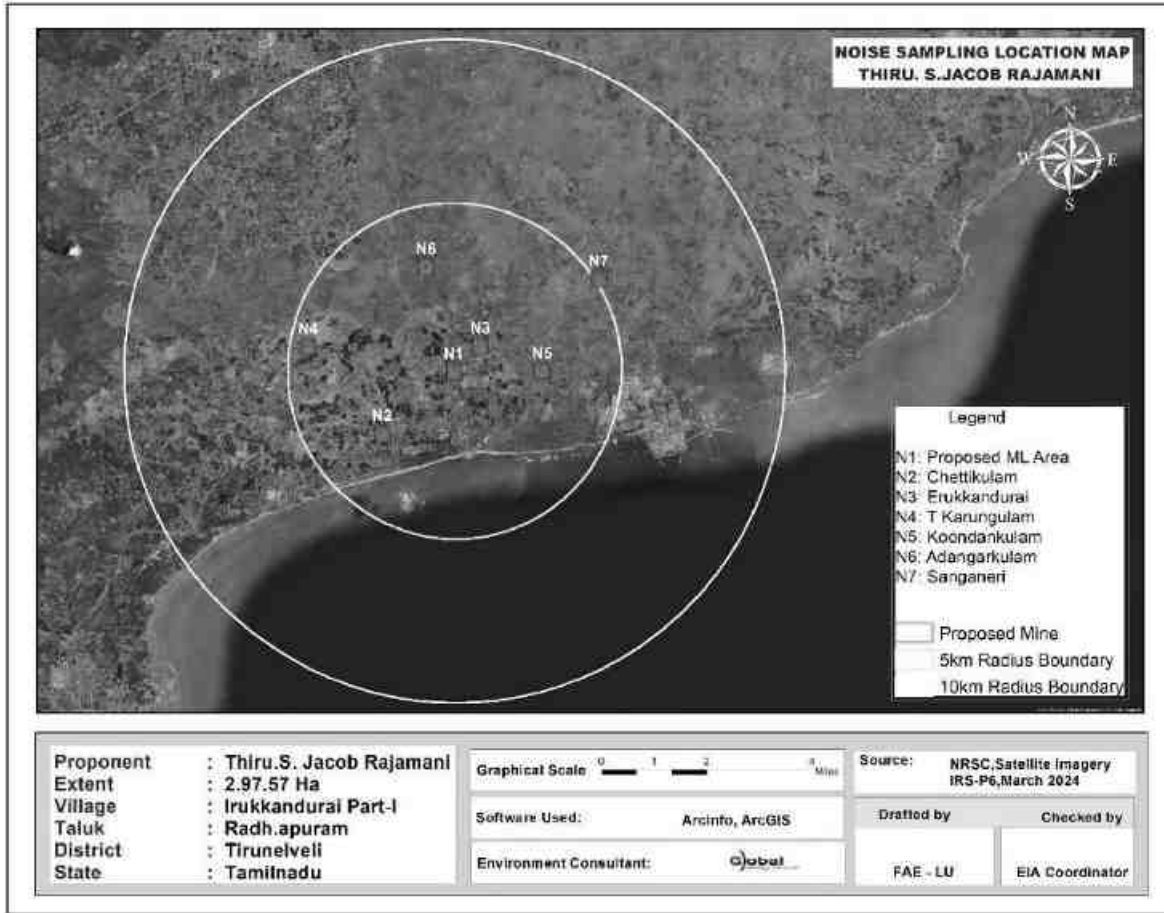 NOISE SAMPLING LOCATION MAP
THIRU. S.JACOB RAJAMANI
N
W
E
S
N6
N7
N4
N3
N1
N5
N2
Legend
N1: Proposed ML Area
N2: Chettikulam
N3: Erukkandurai
N4: T Karungulam
N5: Koondankulam
N6: Adangarkulam
N7: Sanganeri
Proposed Mine
5km Radius Boundary
10km Radius Boundary
Proponent : Thiru.S. Jacob Rajamani
Extent : 2.97.57 Ha
Village : Irukkandurai Part-I
Taluk : Radh.apuram
District : Tirunelveli
State : Tamilnadu
Graphical Scale 0 1 2 4 Miles
Software Used: Arcinfo, ArcGIS
Environment Consultant: Global
Source: NRSC,Satellite Imagery
IRS-P6,March 2024
Drafted by Checked by
FAE - LU EIA Coordinator